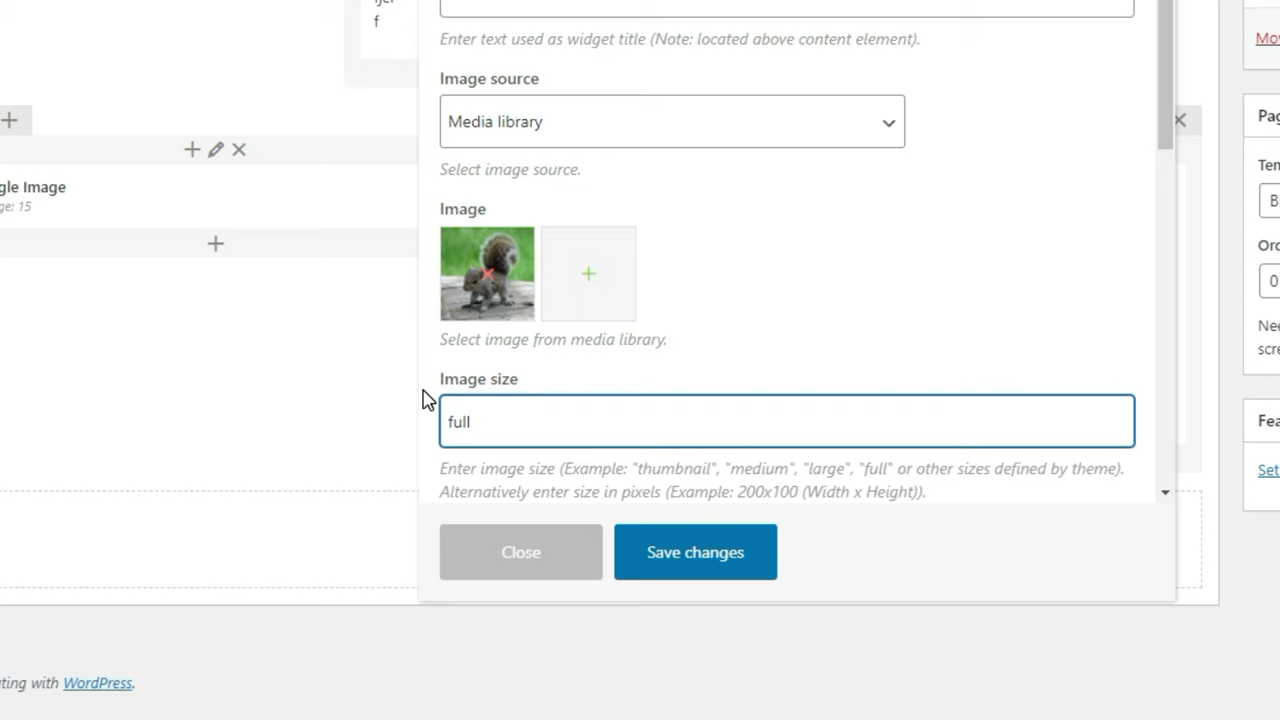 f
Enter text used as widget title (Note: located above content element).
Image source
Media library
Select image source.
Image
Select image from media library.
Image size
full
Enter image size (Example: "thumbnail", "medium", "large", "full" or other sizes defined by theme).
Alternatively enter size in pixels (Example: 200x100 (Width x Height)).
Close
Save changes
gle Image
ge: 15
ting with WordPress.
Mo
Pag
Ten
B
Ord
0
Nee
scre
Fea
Set